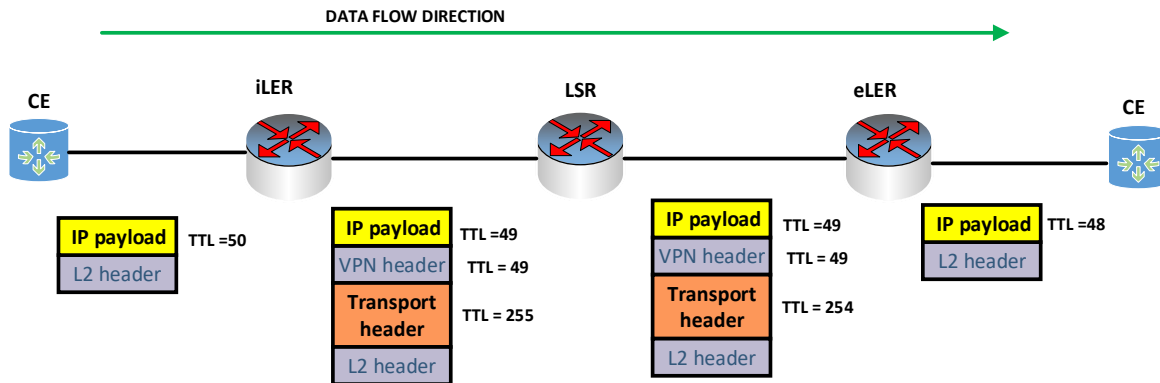 DATA FLOW DIRECTION
CE
iLER
LSR
eLER
CE
IP payload
TTL =50
L2 header
IP payload
TTL =49
VPN header
TTL = 49
Transport
header
TTL = 255
L2 header
IP payload
TTL =49
VPN header
TTL = 49
Transport
header
TTL = 254
L2 header
IP payload
TTL =48
L2 header